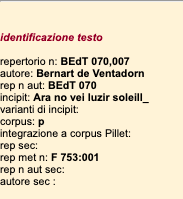 identificazione testo
repertorio n: BEdT 070,007
autore: Bernart de Ventadorn
rep n aut: BEdT 070
incipit: Ara no vei luzir soleill_
varianti di incipit:
corpus: p
integrazione a corpus Pillet:
rep sec:
rep met n: F 753:001
rep n aut sec:
autore sec :